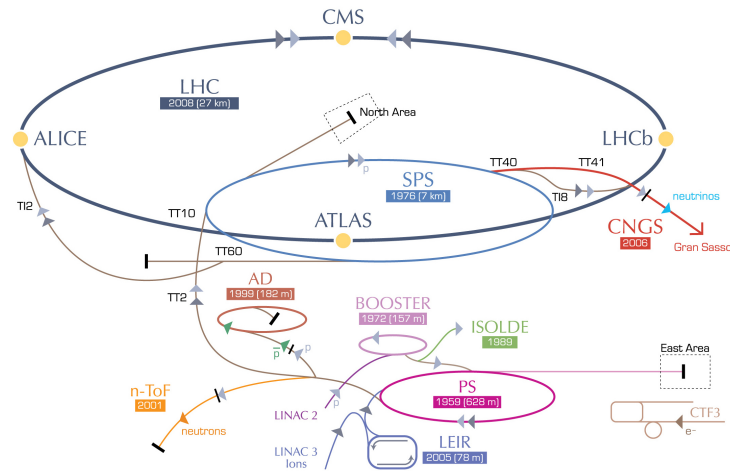 CMS
LHC
2008 (27 km)
North Area
ALICE
LHCb
TT40
TT41
SPS
1976 (7 km)
p
TI8
TI2
TT10
ATLAS
neutrinos
CNGS
2006
Gran Sasso
TT60
AD
1999 (182 m)
TT2
BOOSTER
1972 (157 m)
ISOLDE
1989
East Area
p
p
n-ToF
2001
PS
1959 (628 m)
LINAC 2
p
neutrons
CTF3
e-
LINAC 3
Ions
LEIR
2005 (78 m)